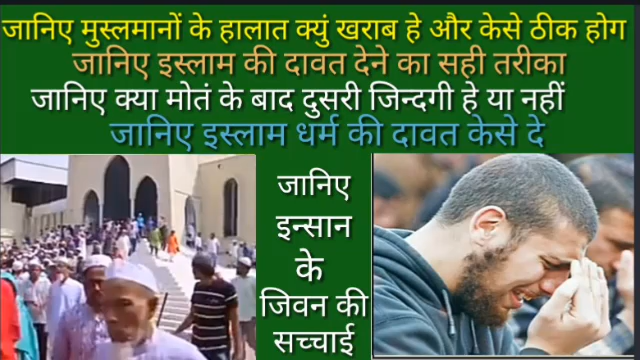 जानिए मुस्लमानों के हालात क्युं खराब हे और केसे ठीक होग
जानिए इस्लाम की दावत देने का सही तरीका
जानिए क्या मोतं के बाद दुसरी जिन्दगी हे या नहीं
जानिए इस्लाम धर्म की दावत केसे दे
जानिए
इन्सान
के
जिवन की
सच्चाई